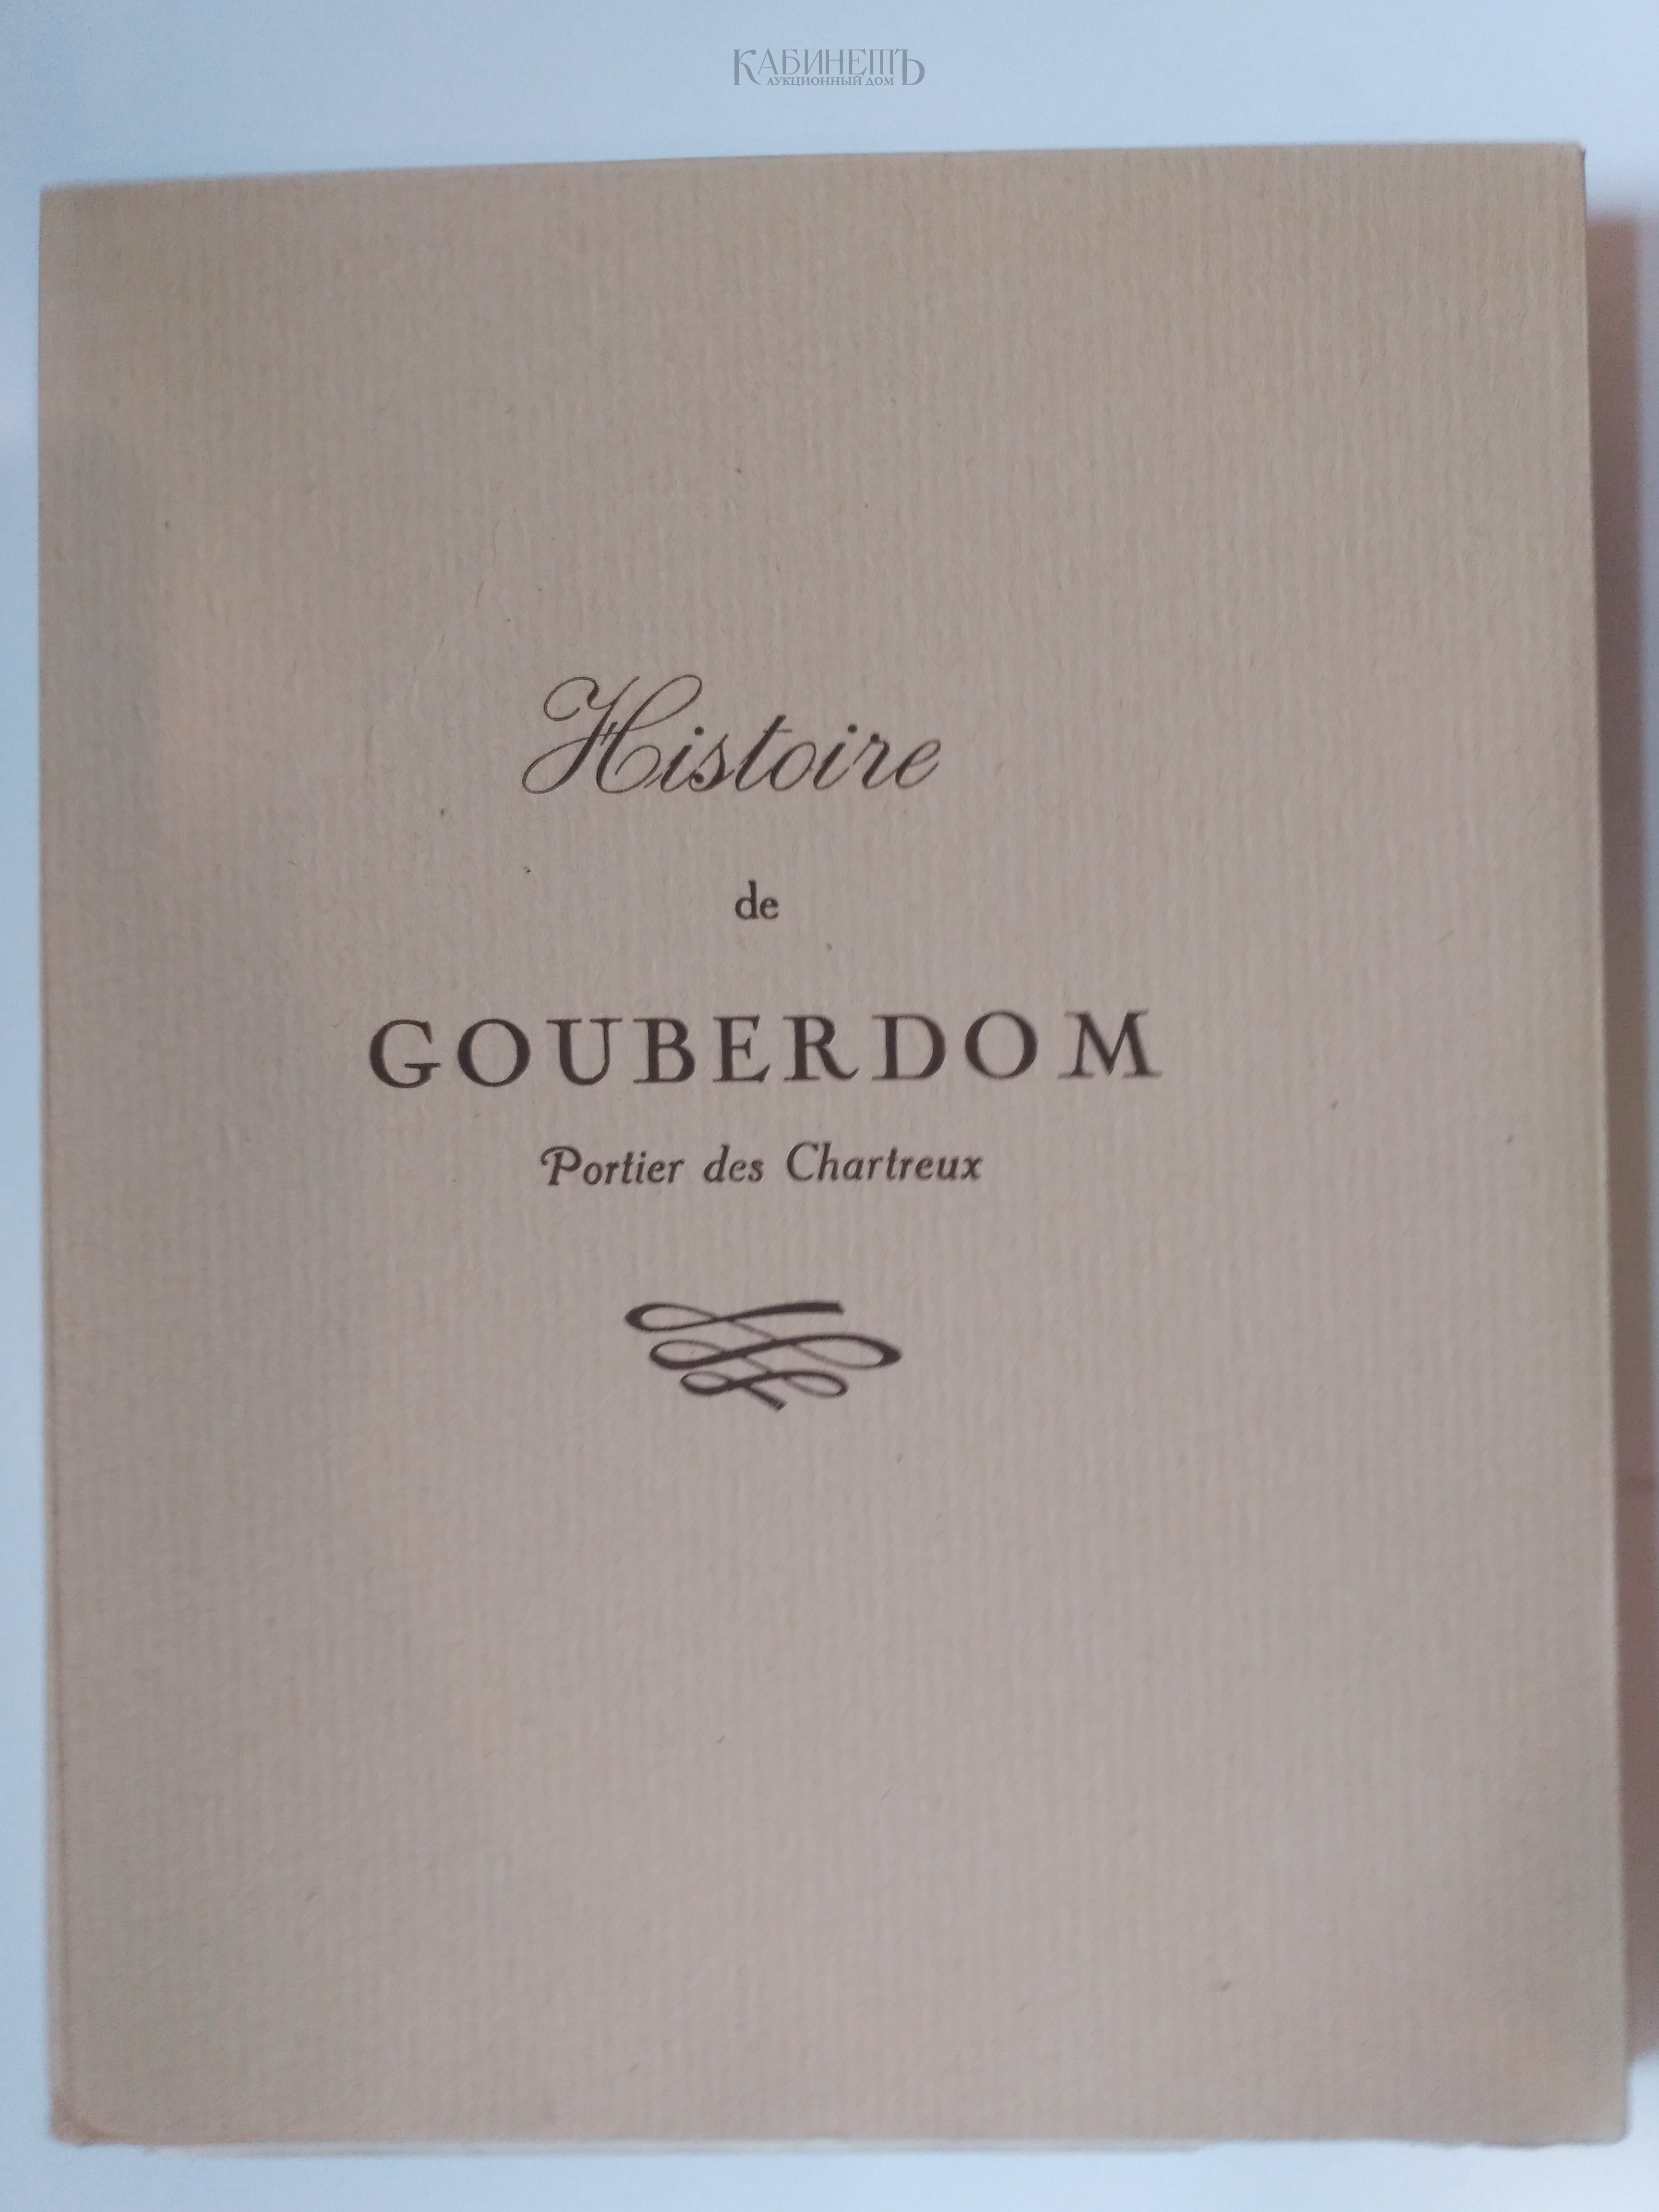 КАБИНЕТЪ
АУКЦИОННЫЙ ДОМ
Histoire
de
GOUBERDOM
Portier des Chartreux